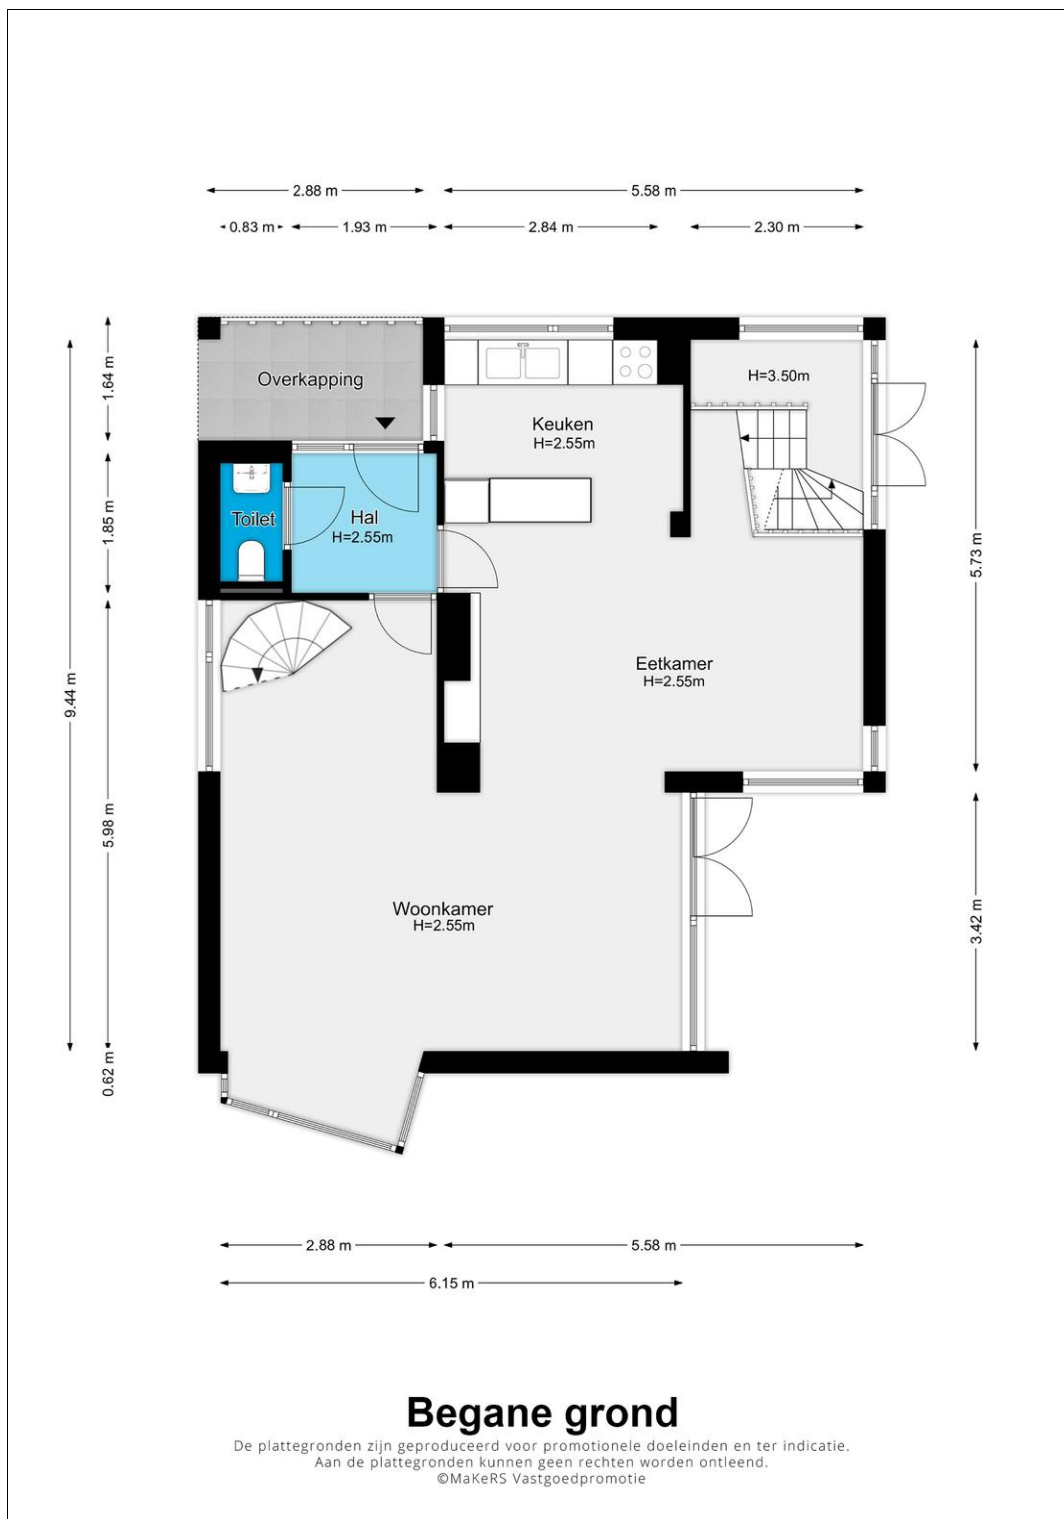 2.88 m
5.58 m
0.83 m
1.93 m
2.84 m
2.30 m
1.64 m
Overkapping
H=3.50m
Keuken
H=2.55m
1.85 m
Toilet
Hal
H=2.55m
5.73 m
9.44 m
Eetkamer
H=2.55m
5.98 m
Woonkamer
H=2.55m
3.42 m
0.62 m
2.88 m
5.58 m
6.15 m
Begane grond
De plattegronden zijn geproduceerd voor promotionele doeleinden en ter indicatie.
Aan de plattegronden kunnen geen rechten worden ontleend.
©MaKeRS Vastgoedpromotie